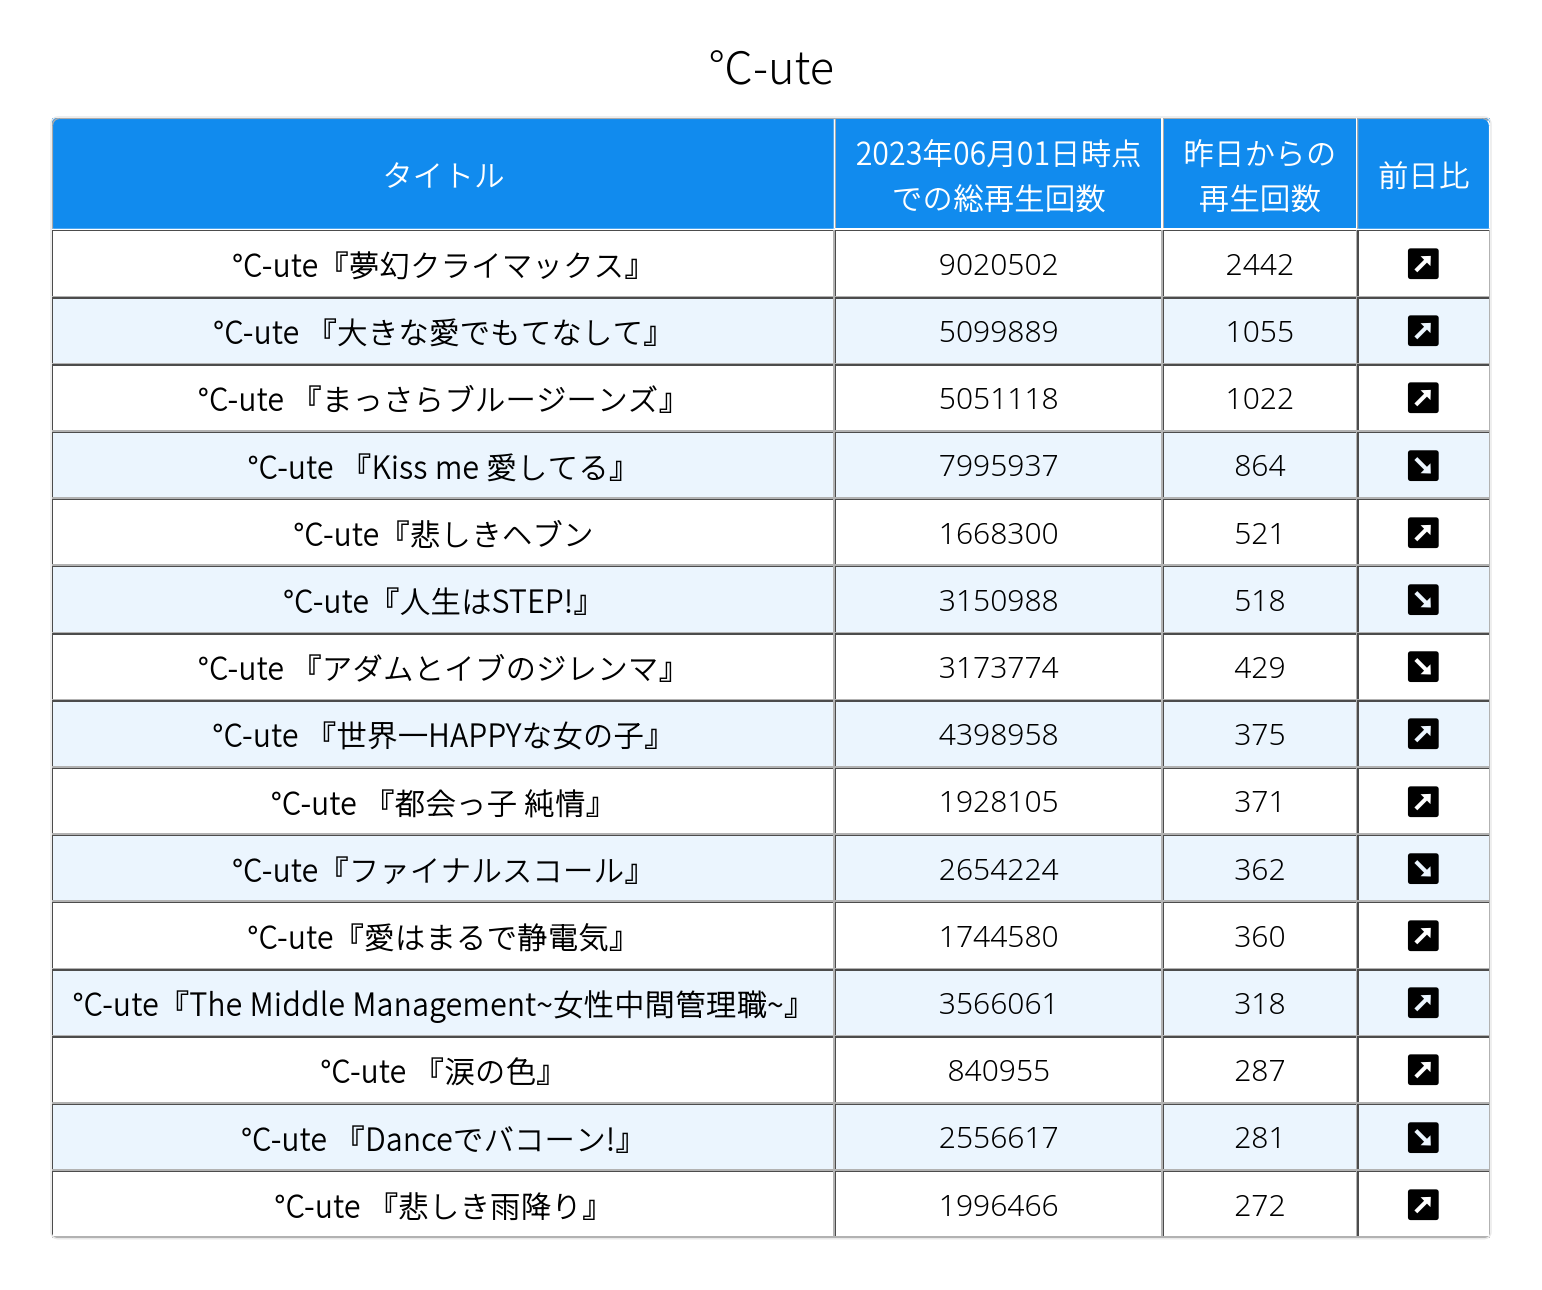 ℃-ute
タイトル 2023年06月01日時点での総再生回数 昨日からの再生回数 前日比
℃-ute『夢幻クライマックス』 9020502 2442 ↗
℃-ute 『大きな愛でもてなして』 5099889 1055 ↗
℃-ute 『まっさらブルージーンズ』 5051118 1022 ↗
℃-ute 『Kiss me 愛してる』 7995937 864 ↘
℃-ute『悲しきヘブン 1668300 521 ↗
℃-ute『人生はSTEP!』 3150988 518 ↘
℃-ute 『アダムとイブのジレンマ』 3173774 429 ↘
℃-ute 『世界一HAPPYな女の子』 4398958 375 ↗
℃-ute 『都会っ子 純情』 1928105 371 ↗
℃-ute『ファイナルスコール』 2654224 362 ↘
℃-ute『愛はまるで静電気』 1744580 360 ↗
℃-ute『The Middle Management~女性中間管理職~』 3566061 318 ↗
℃-ute 『涙の色』 840955 287 ↗
℃-ute 『Danceでバコーン!』 2556617 281 ↘
℃-ute 『悲しき雨降り』 1996466 272 ↗